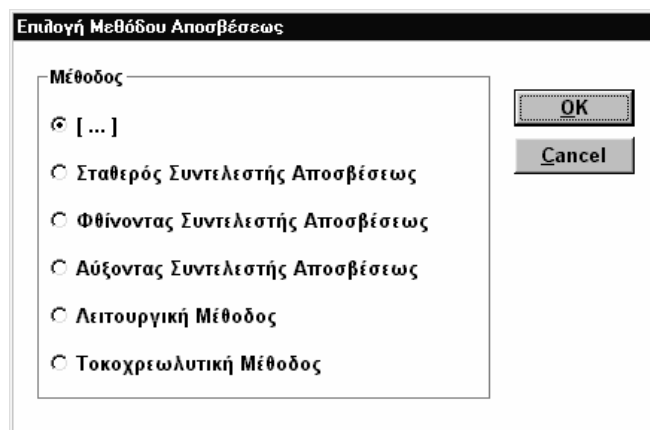 Επιλογή Μεθόδου Αποσβέσεως
Μέθοδος
[ ... ]
Σταθερός Συντελεστής Αποσβέσεως
Φθίνοντας Συντελεστής Αποσβέσεως
Αύξοντας Συντελεστής Αποσβέσεως
Λειτουργική Μέθοδος
Τοκοχρεωλυτική Μέθοδος
OK
Cancel